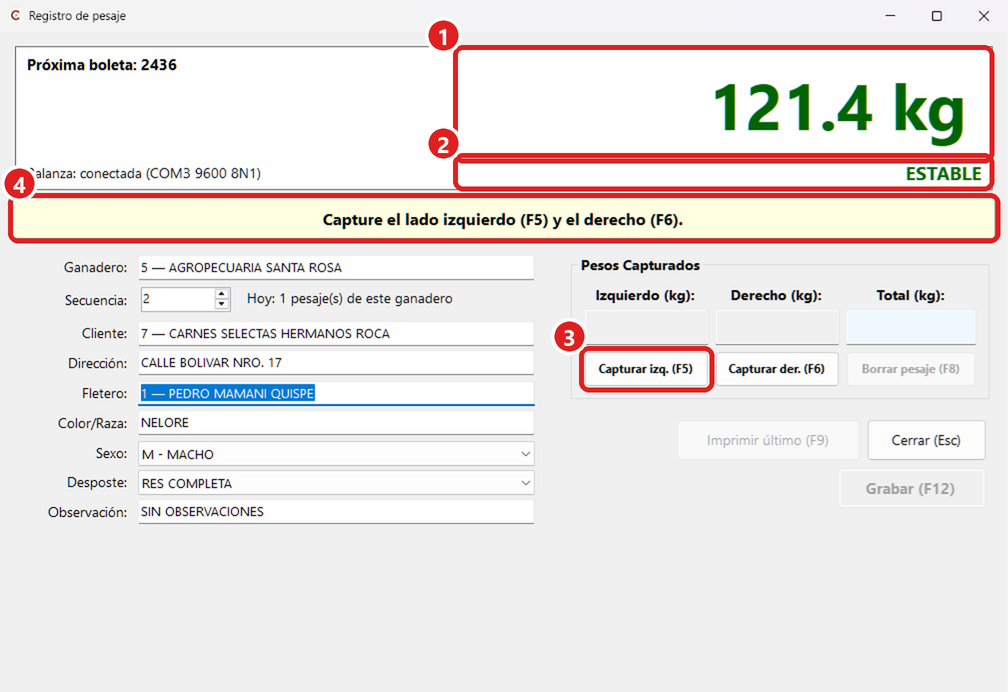 Registro de pesaje
1
Próxima boleta: 2436
121.4 kg
2
Balanza: conectada (COM3 9600 8N1)
ESTABLE
4
Capture el lado izquierdo (F5) y el derecho (F6).
Ganadero: 5 — AGROPECUARIA SANTA ROSA
Secuencia: 2 Hoy: 1 pesaje(s) de este ganadero
Cliente: 7 — CARNES SELECTAS HERMANOS ROCA
Dirección: CALLE BOLIVAR NRO. 17
Fletero: 1 — PEDRO MAMANI QUISPE
Color/Raza: NELORE
Sexo: M - MACHO
Desposte: RES COMPLETA
Observación: SIN OBSERVACIONES
Pesos Capturados
Izquierdo (kg): Derecho (kg): Total (kg):
3
Capturar izq. (F5) Capturar der. (F6) Borrar pesaje (F8)
Imprimir último (F9) Cerrar (Esc)
Grabar (F12)